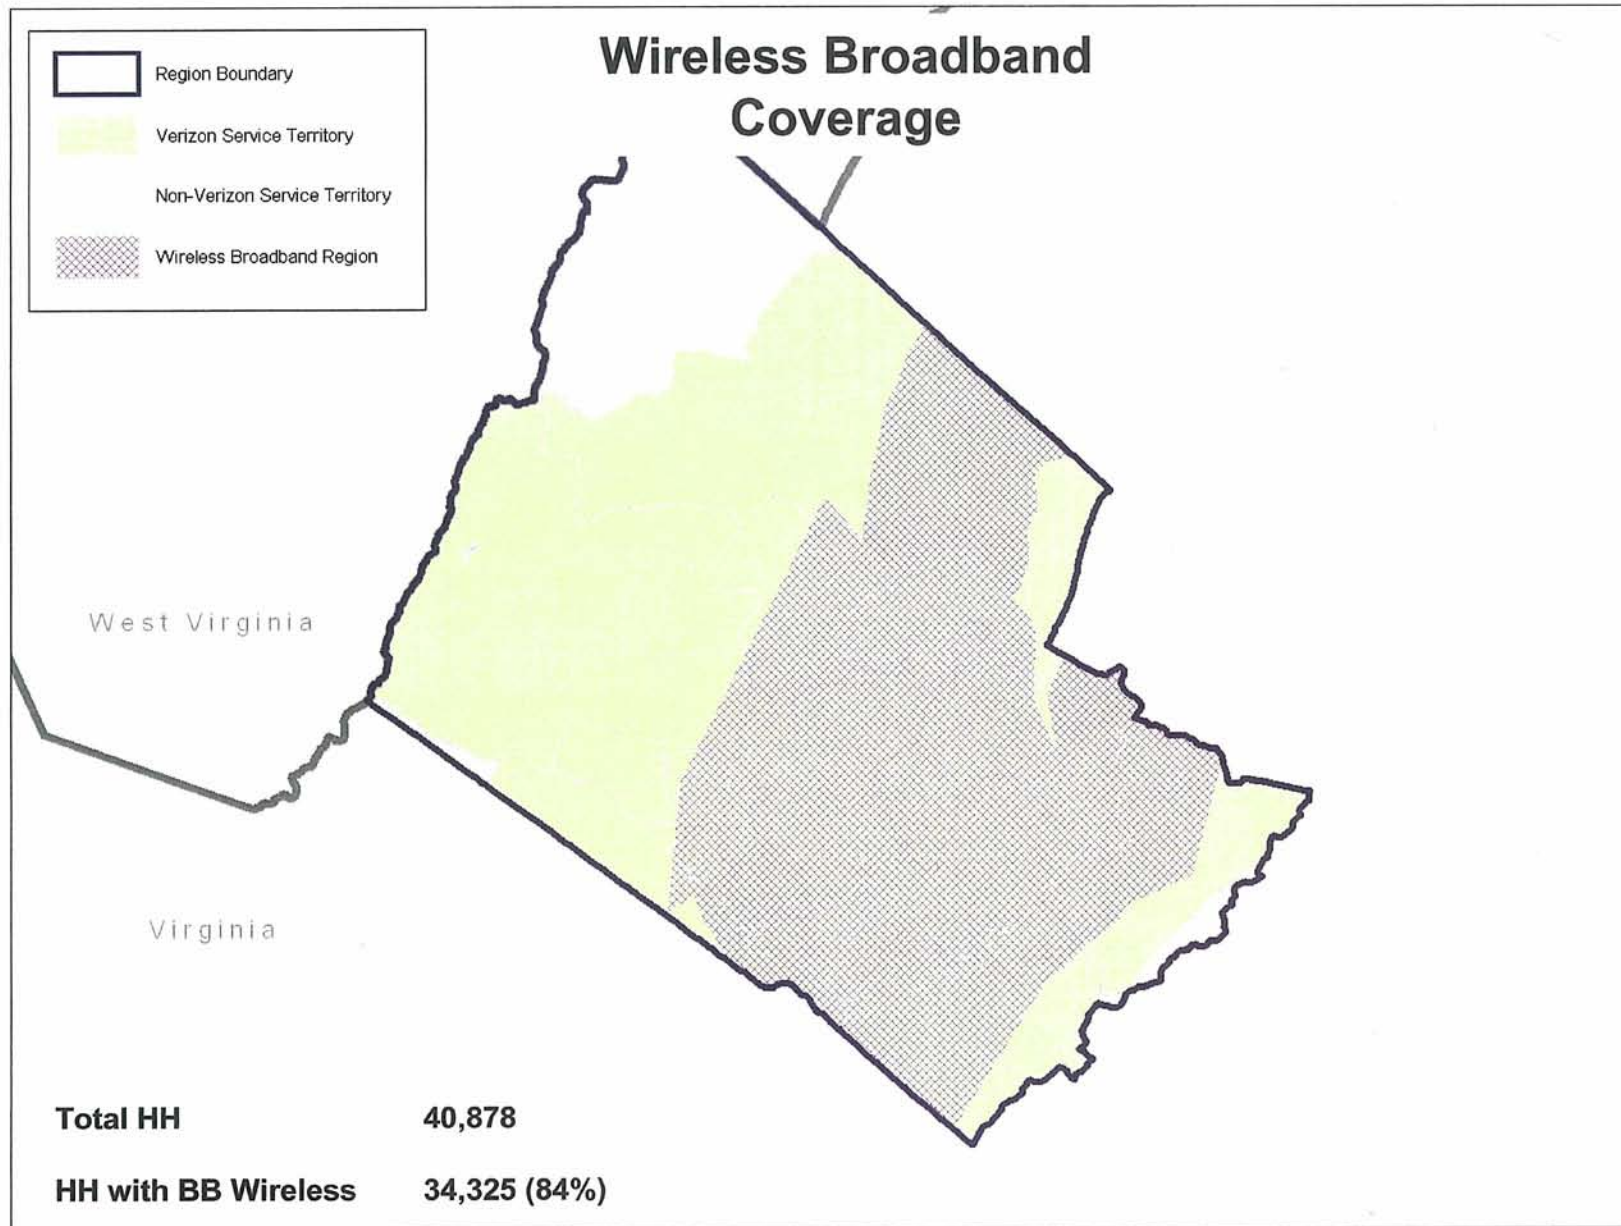 Wireless Broadband
Coverage
Region Boundary
Verizon Service Territory
Non-Verizon Service Territory
Wireless Broadband Region
West Virginia
Virginia
Total HH 40,878
HH with BB Wireless 34,325 (84%)